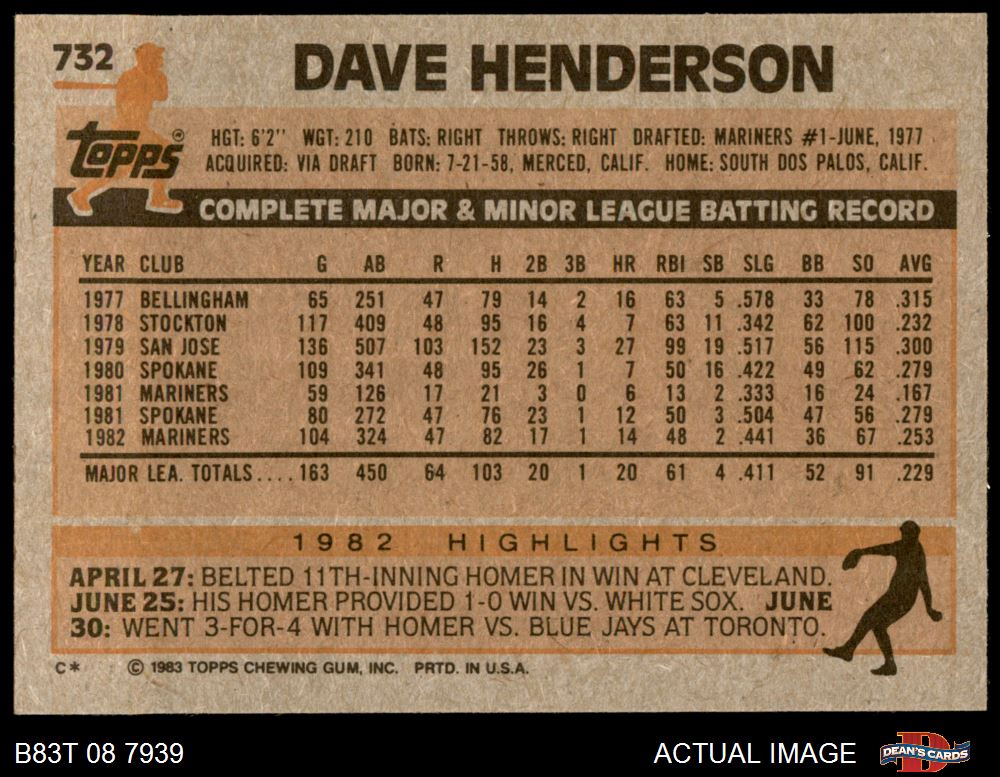 732 DAVE HENDERSON
Topps®
HGT: 6'2" WGT: 210 BATS: RIGHT THROWS: RIGHT DRAFTED: MARINERS #1-JUNE, 1977
ACQUIRED: VIA DRAFT BORN: 7-21-58, MERCED, CALIF. HOME: SOUTH DOS PALOS, CALIF.
COMPLETE MAJOR & MINOR LEAGUE BATTING RECORD
YEAR CLUB G AB R H 2B 3B HR RBI SB SLG BB SO AVG
1977 BELLINGHAM 65 251 47 79 14 2 16 63 5 .578 33 78 .315
1978 STOCKTON 117 409 48 95 16 4 7 63 11 .342 62 100 .232
1979 SAN JOSE 136 507 103 152 23 3 27 99 19 .517 56 115 .300
1980 SPOKANE 109 341 48 95 26 1 7 50 16 .422 49 62 .279
1981 MARINERS 59 126 17 21 3 0 6 13 2 .333 16 24 .167
1981 SPOKANE 80 272 47 76 23 1 12 50 3 .504 47 56 .279
1982 MARINERS 104 324 47 82 17 1 14 48 2 .441 36 67 .253
MAJOR LEA. TOTALS.... 163 450 64 103 20 1 20 61 4 .411 52 91 .229
1982 HIGHLIGHTS
APRIL 27: BELTED 11TH-INNING HOMER IN WIN AT CLEVELAND.
JUNE 25: HIS HOMER PROVIDED 1-0 WIN VS. WHITE SOX. JUNE
30: WENT 3-FOR-4 WITH HOMER VS. BLUE JAYS AT TORONTO.
C* © 1983 TOPPS CHEWING GUM, INC. PRTD. IN U.S.A.
B83T 08 7939 ACTUAL IMAGE D DEAN'S CARDS